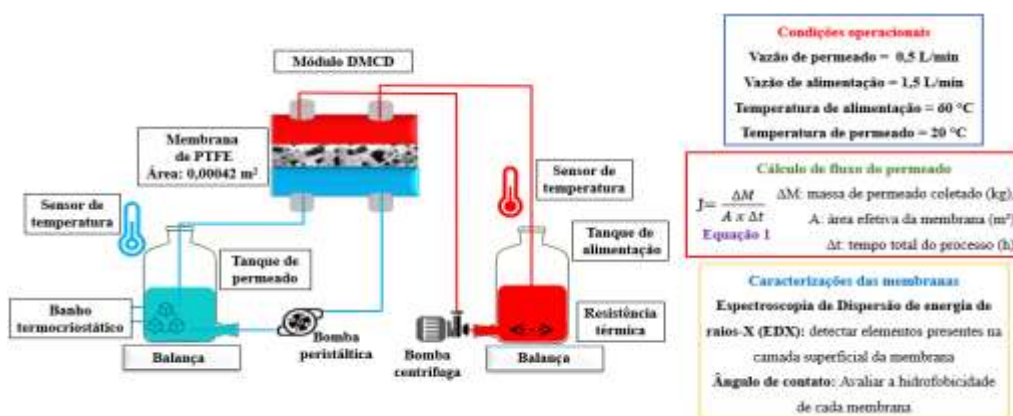 Módulo DMCD
Membrana
de PTFE
Área: 0,00042 m²
Sensor de
temperatura
Tanque de
permeado
Banho
termocriostático
Balança
Bomba
peristáltica
Sensor de
temperatura
Tanque de
alimentação
Resistência
térmica
Bomba
centrífuga
Balança
Condições operacionais
Vazão de permeado = 0,5 L/min
Vazão de alimentação = 1,5 L/min
Temperatura de alimentação = 60 °C
Temperatura de permeado = 20 °C
Cálculo de fluxo do permeado
J= ΔM / A x Δt
Equação 1
ΔM: massa de permeado coletado (kg)
A: área efetiva da membrana (m²)
Δt: tempo total do processo (h)
Caracterizações das membranas
Espectroscopia de Dispersão de energia de
raios-X (EDX): detectar elementos presentes na
camada superficial da membrana
Ângulo de contato: Avaliar a hidrofobicidade
de cada membrana